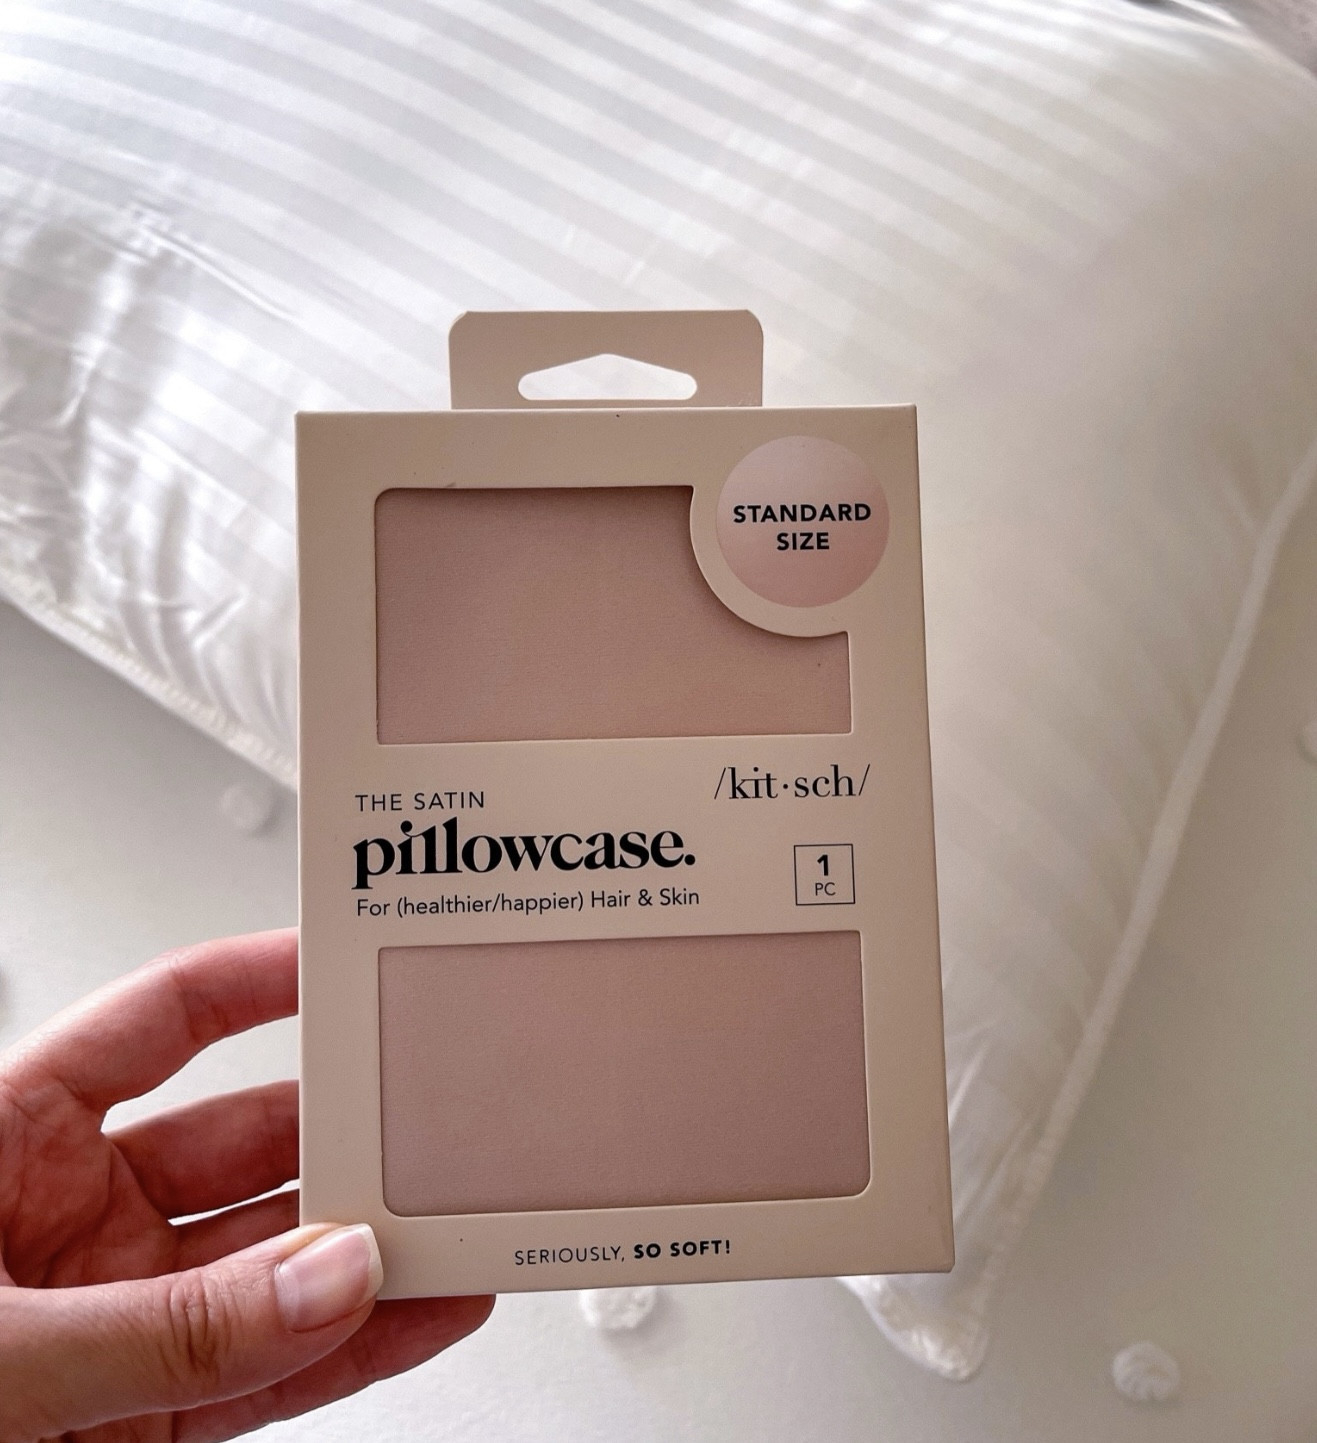 STANDARD
SIZE
/kit·sch/
THE SATIN
pillowcase.
For (healthier/happier) Hair & Skin
1
PC
SERIOUSLY, SO SOFT!